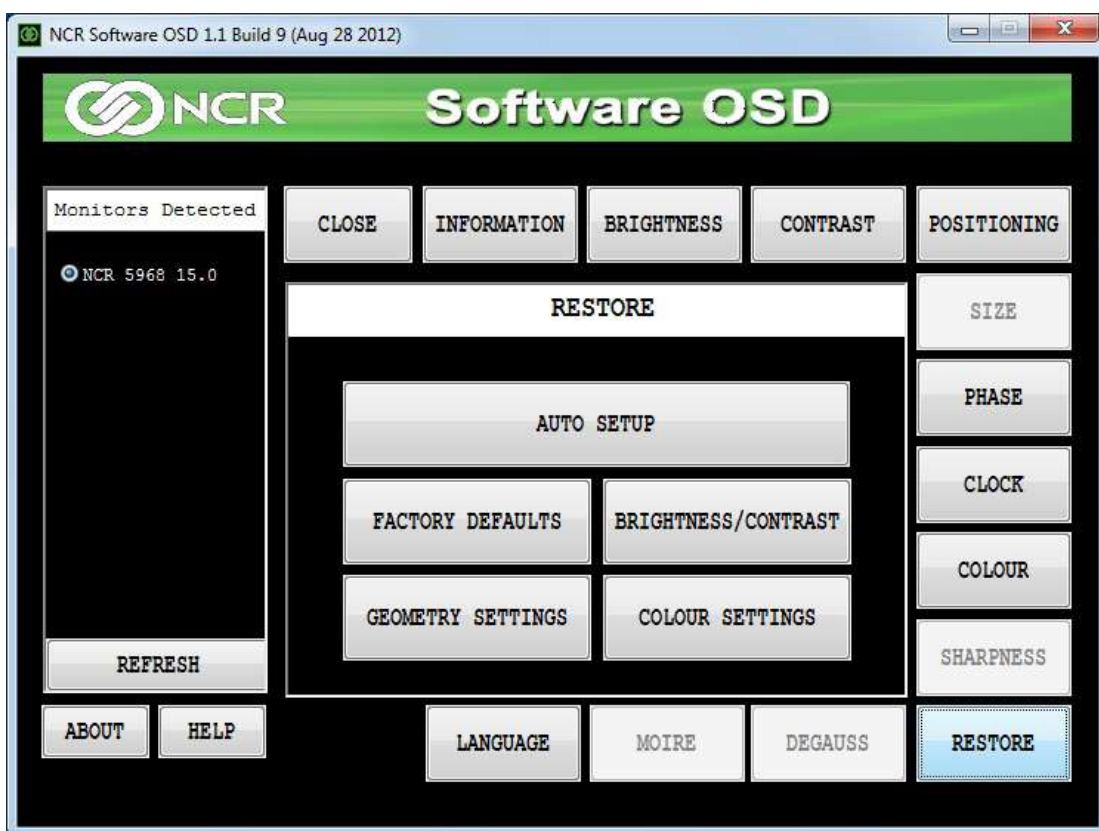 NCR Software OSD 1.1 Build 9 (Aug 28 2012)
NCR Software OSD
Monitors Detected
NCR 5968 15.0
REFRESH
ABOUT HELP
CLOSE INFORMATION BRIGHTNESS CONTRAST POSITIONING
RESTORE
AUTO SETUP
FACTORY DEFAULTS BRIGHTNESS/CONTRAST
GEOMETRY SETTINGS COLOUR SETTINGS
SIZE
PHASE
CLOCK
COLOUR
SHARPNESS
LANGUAGE MOIRE DEGAUSS RESTORE